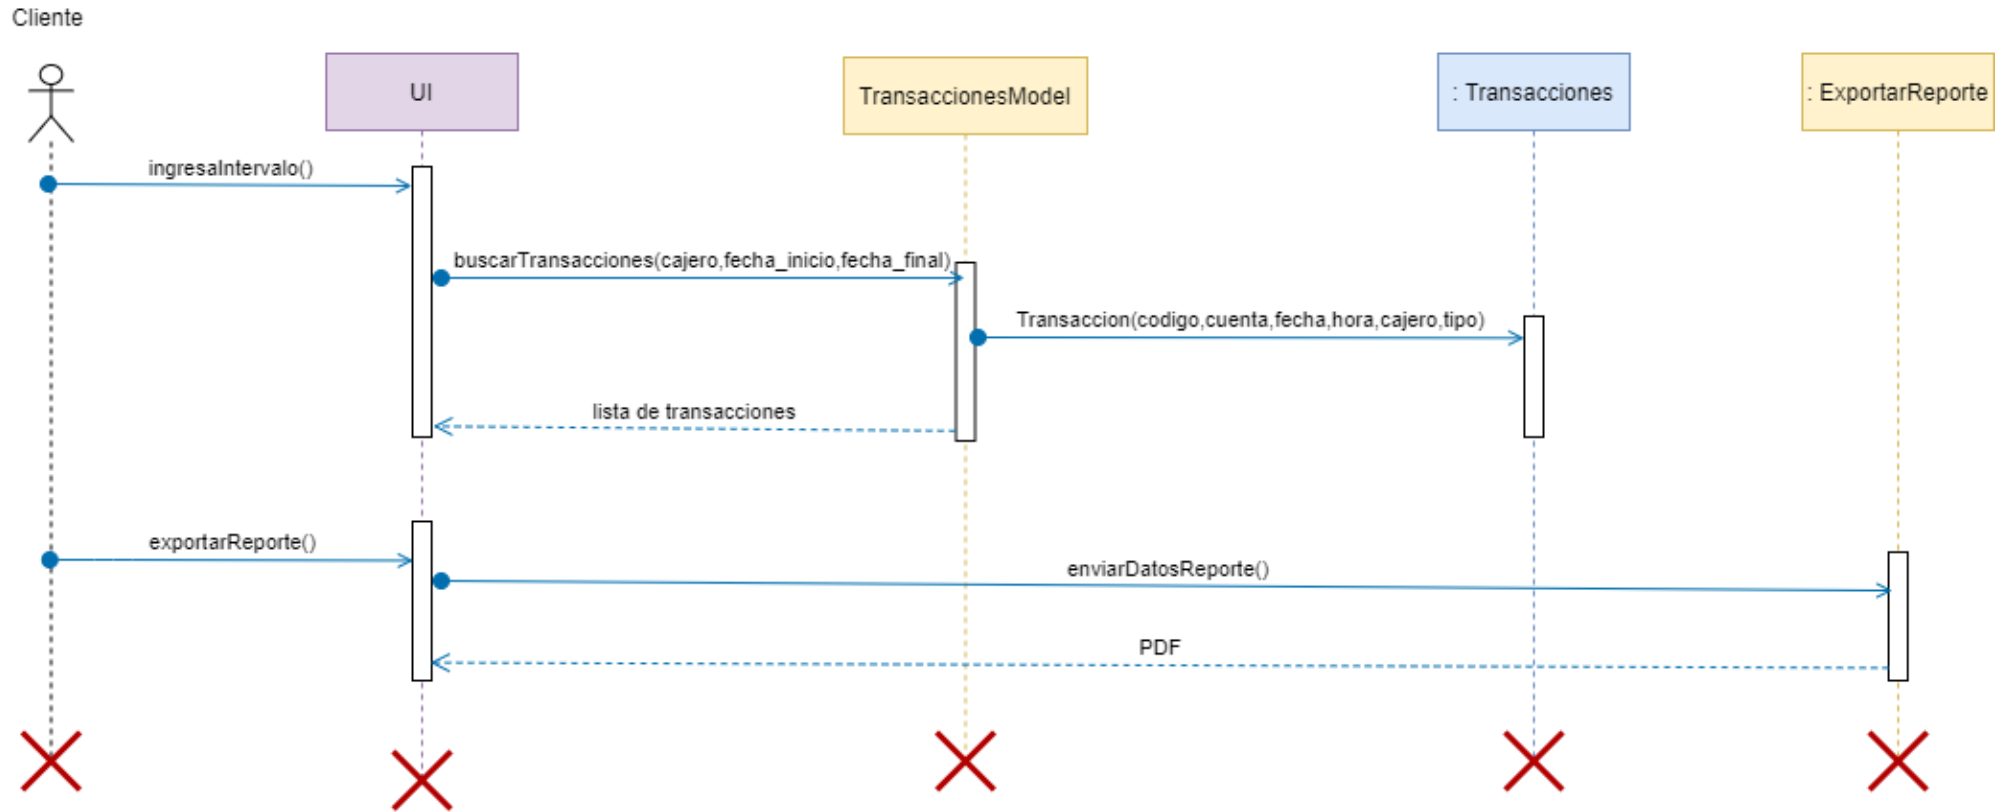 Cliente
UI
TransaccionesModel
: Transacciones
: ExportarReporte
ingresaIntervalo()
buscarTransacciones(cajero,fecha_inicio,fecha_final)
Transaccion(codigo,cuenta,fecha,hora,cajero,tipo)
lista de transacciones
exportarReporte()
enviarDatosReporte()
PDF